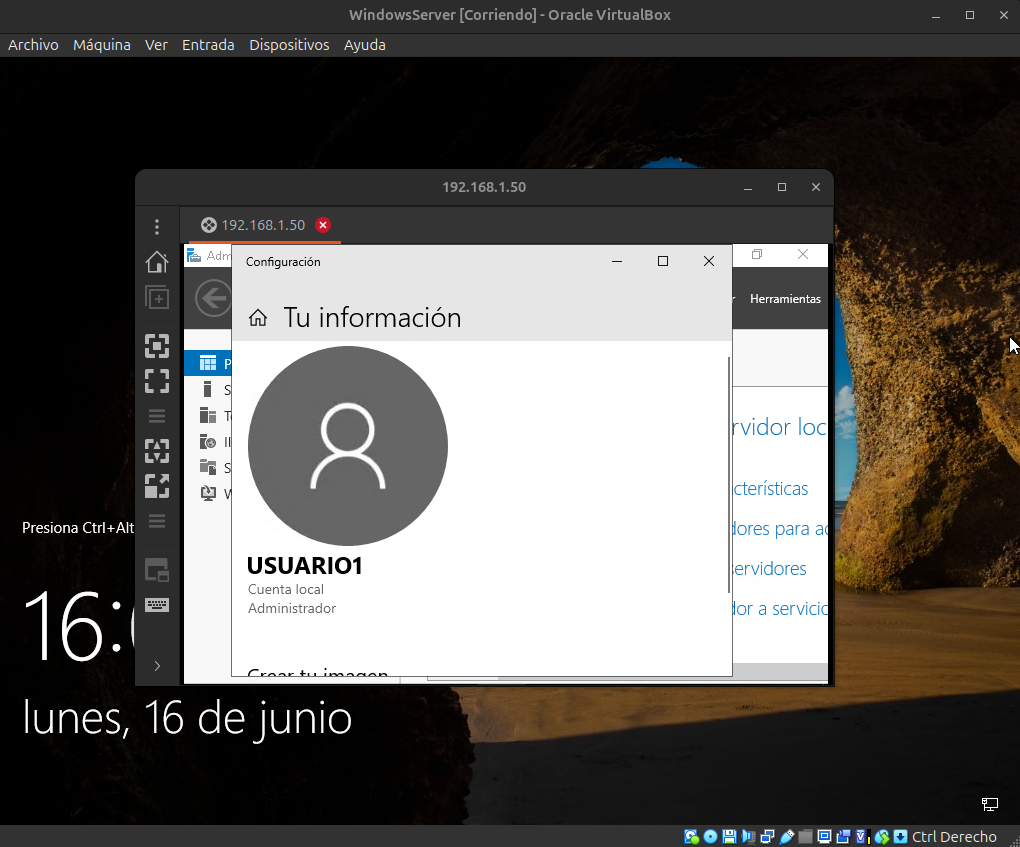 WindowsServer [Corriendo] - Oracle VirtualBox
Archivo Máquina Ver Entrada Dispositivos Ayuda
192.168.1.50
192.168.1.50
Adm
Configuración
Herramientas
Tu información
P
S
T
II
S
W
rvidor loc
cterísticas
dores para ac
servidores
dor a servicio
USUARIO1
Cuenta local
Administrador
Crear tu imagen
Presiona Ctrl+Alt
16:
lunes, 16 de junio
Ctrl Derecho